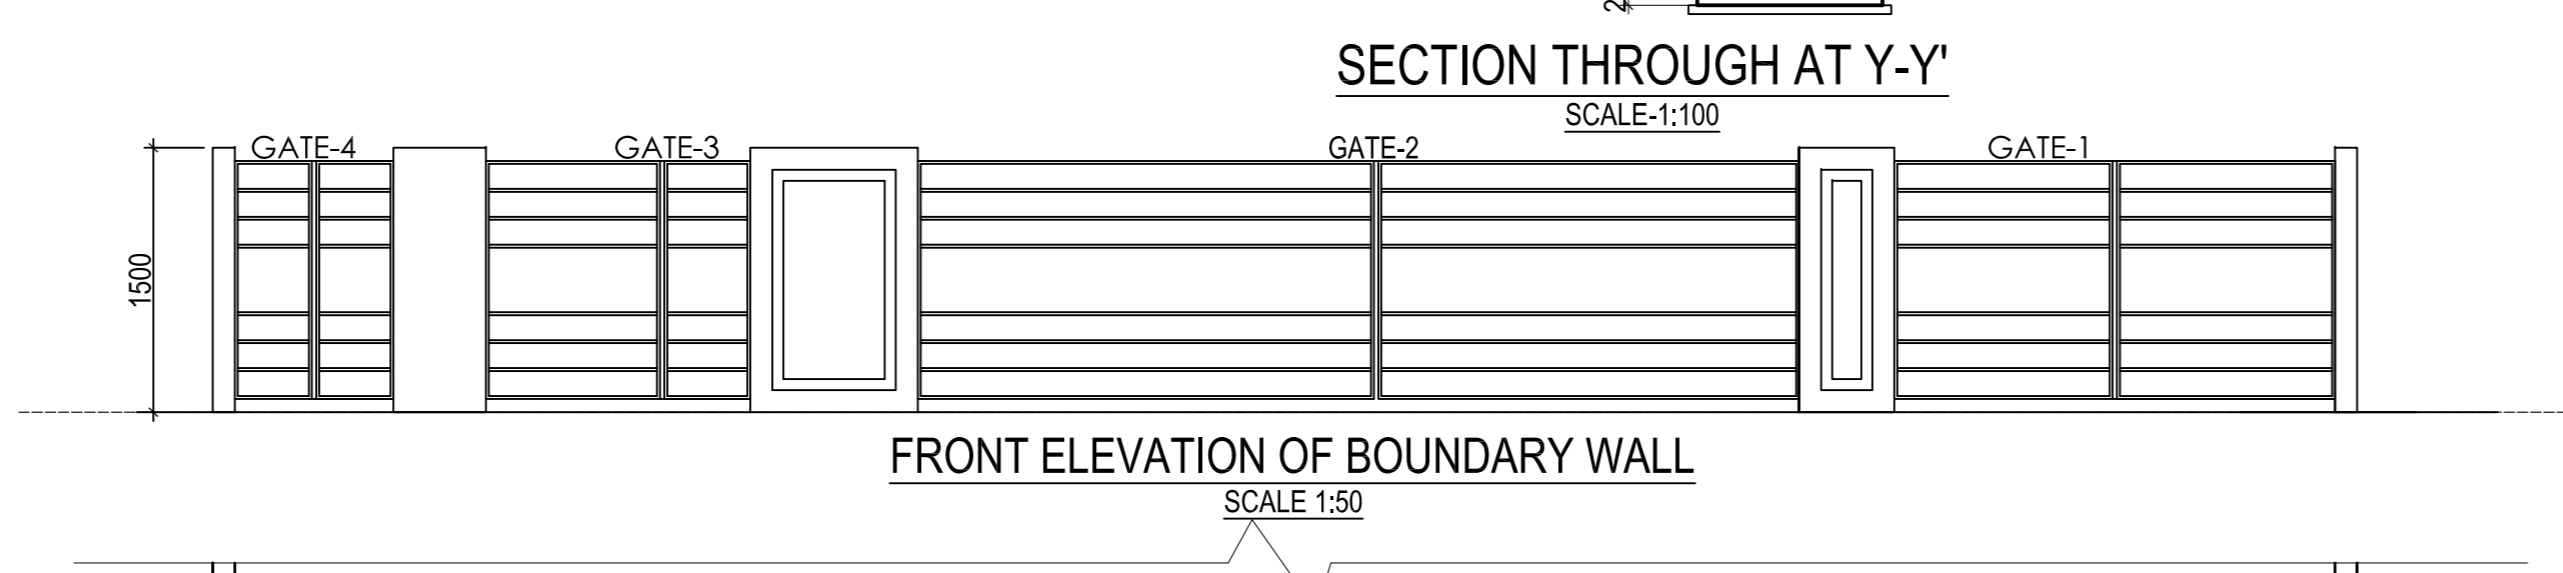 SECTION THROUGH AT Y-Y'
SCALE-1:100
GATE-4
GATE-3
GATE-2
GATE-1
1500
FRONT ELEVATION OF BOUNDARY WALL
SCALE 1:50